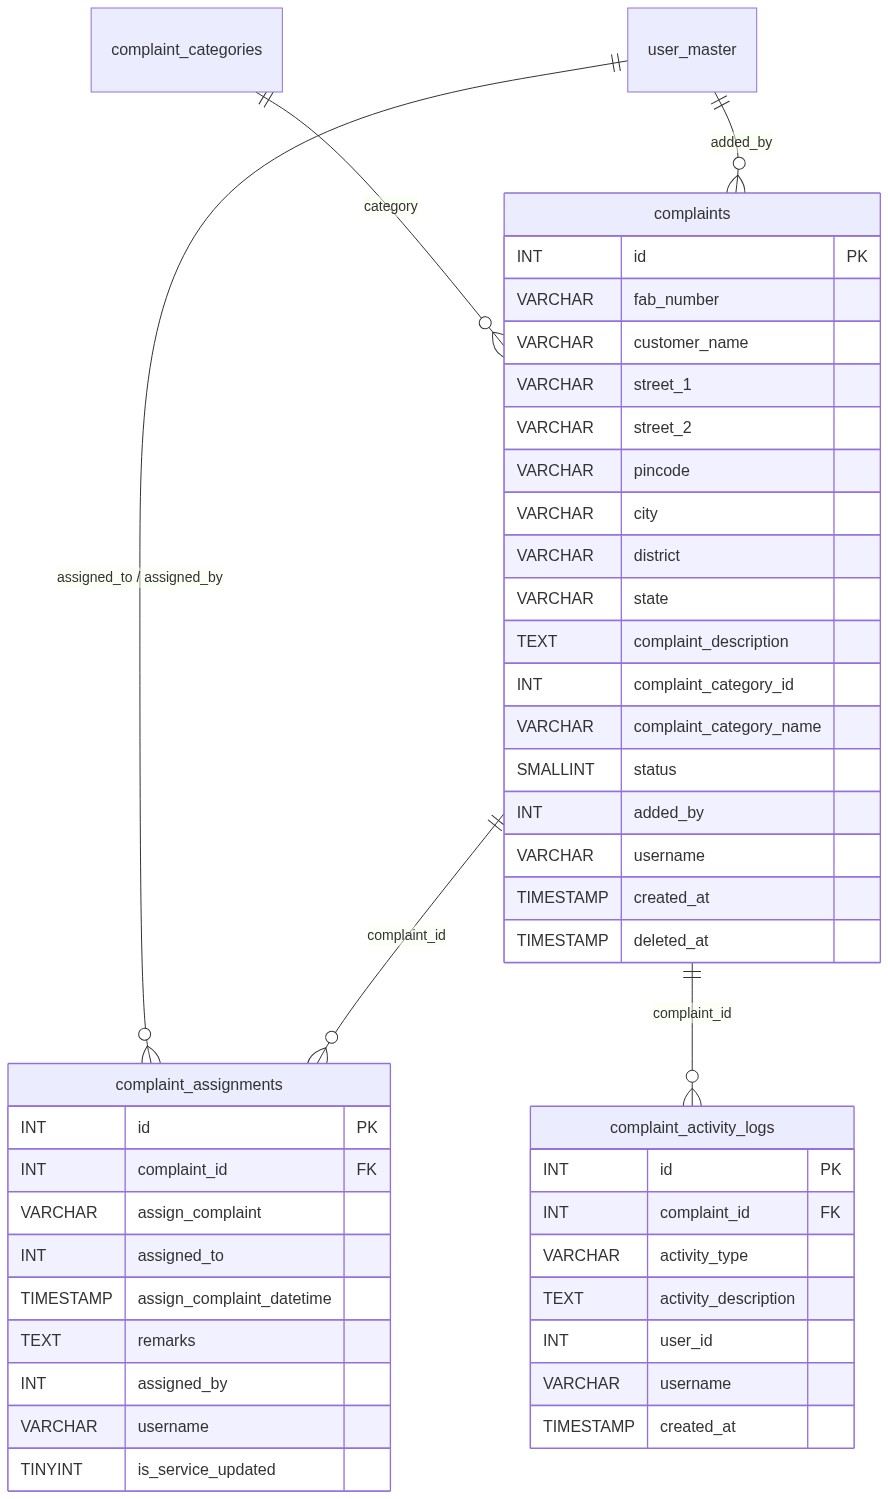 complaint_categories
user_master
added_by
category
complaints
INT id PK
VARCHAR fab_number
VARCHAR customer_name
VARCHAR street_1
VARCHAR street_2
VARCHAR pincode
VARCHAR city
VARCHAR district
VARCHAR state
TEXT complaint_description
INT complaint_category_id
VARCHAR complaint_category_name
SMALLINT status
INT added_by
VARCHAR username
TIMESTAMP created_at
TIMESTAMP deleted_at
assigned_to / assigned_by
complaint_id
complaint_id
complaint_assignments
INT id PK
INT complaint_id FK
VARCHAR assign_complaint
INT assigned_to
TIMESTAMP assign_complaint_datetime
TEXT remarks
INT assigned_by
VARCHAR username
TINYINT is_service_updated
complaint_activity_logs
INT id PK
INT complaint_id FK
VARCHAR activity_type
TEXT activity_description
INT user_id
VARCHAR username
TIMESTAMP created_at